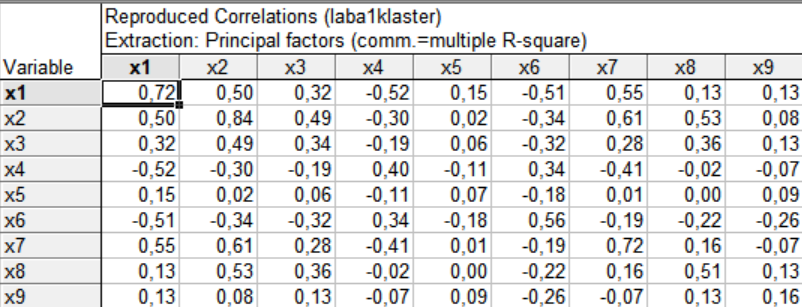 Reproduced Correlations (laba1klaster)
Extraction: Principal factors (comm.=multiple R-square)
Variable x1 x2 x3 x4 x5 x6 x7 x8 x9
x1 0,72 0,50 0,32 -0,52 0,15 -0,51 0,55 0,13 0,13
x2 0,50 0,84 0,49 -0,30 0,02 -0,34 0,61 0,53 0,08
x3 0,32 0,49 0,34 -0,19 0,06 -0,32 0,28 0,36 0,13
x4 -0,52 -0,30 -0,19 0,40 -0,11 0,34 -0,41 -0,02 -0,07
x5 0,15 0,02 0,06 -0,11 0,07 -0,18 0,01 0,00 0,09
x6 -0,51 -0,34 -0,32 0,34 -0,18 0,56 -0,19 -0,22 -0,26
x7 0,55 0,61 0,28 -0,41 0,01 -0,19 0,72 0,16 -0,07
x8 0,13 0,53 0,36 -0,02 0,00 -0,22 0,16 0,51 0,13
x9 0,13 0,08 0,13 -0,07 0,09 -0,26 -0,07 0,13 0,16